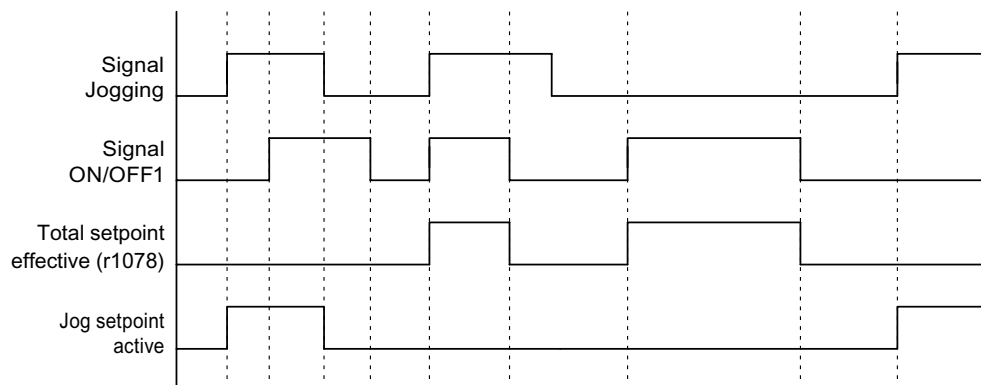 Signal
Jogging
Signal
ON/OFF1
Total setpoint
effective (r1078)
Jog setpoint
active